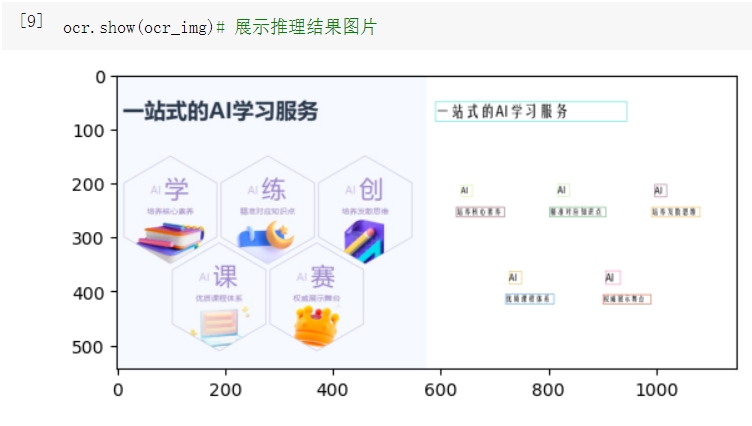 [9] ocr.show(ocr_img)# 展示推理结果图片
0
100
200
300
400
500
0 200 400 600 800 1000
一站式的AI学习服务
AI 学
培养核心素养
AI 练
精准对应知识点
AI 创
培养发散思维
AI 课
优质课程体系
AI 赛
权威展示舞台
一站式的AI学习服务
AI
培养核心素养
AI
精准对应知识点
AI
培养发散思维
AI
优质课程体系
AI
权威展示舞台